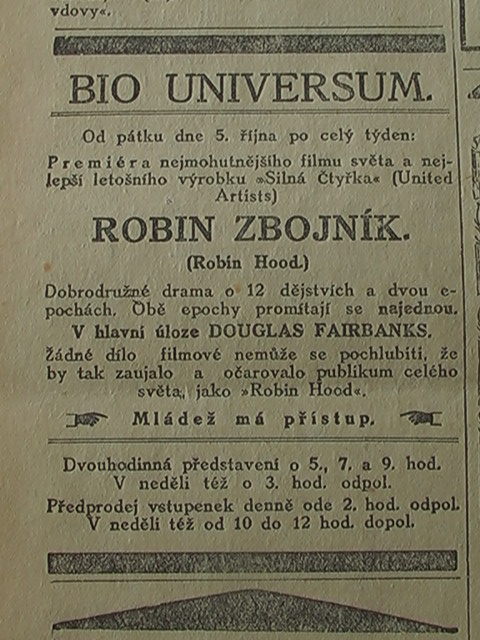 vdovy«.
BIO UNIVERSUM.
Od pátku dne 5. října po celý týden:
Premiéra nejmohutnějšího filmu světa a nej-
lepší letošního výrobku »Silná Čtyřka« (United
Artists)
ROBIN ZBOJNÍK.
(Robin Hood.)
Dobrodružné drama o 12 dějstvích a dvou e-
pochách. Obě epochy promítají se najednou.
V hlavní úloze DOUGLAS FAIRBANKS.
Žádné dílo filmové nemůže se pochlubiti, že
by tak zaujalo a očarovalo publikum celého
světa, jako »Robin Hood«.
Mládež má přístup.
Dvouhodinná představení o 5., 7. a 9. hod.
V neděli též o 3. hod. odpol.
Předprodej vstupenek denně ode 2. hod. odpol.
V neděli též od 10 do 12 hod. dopol.